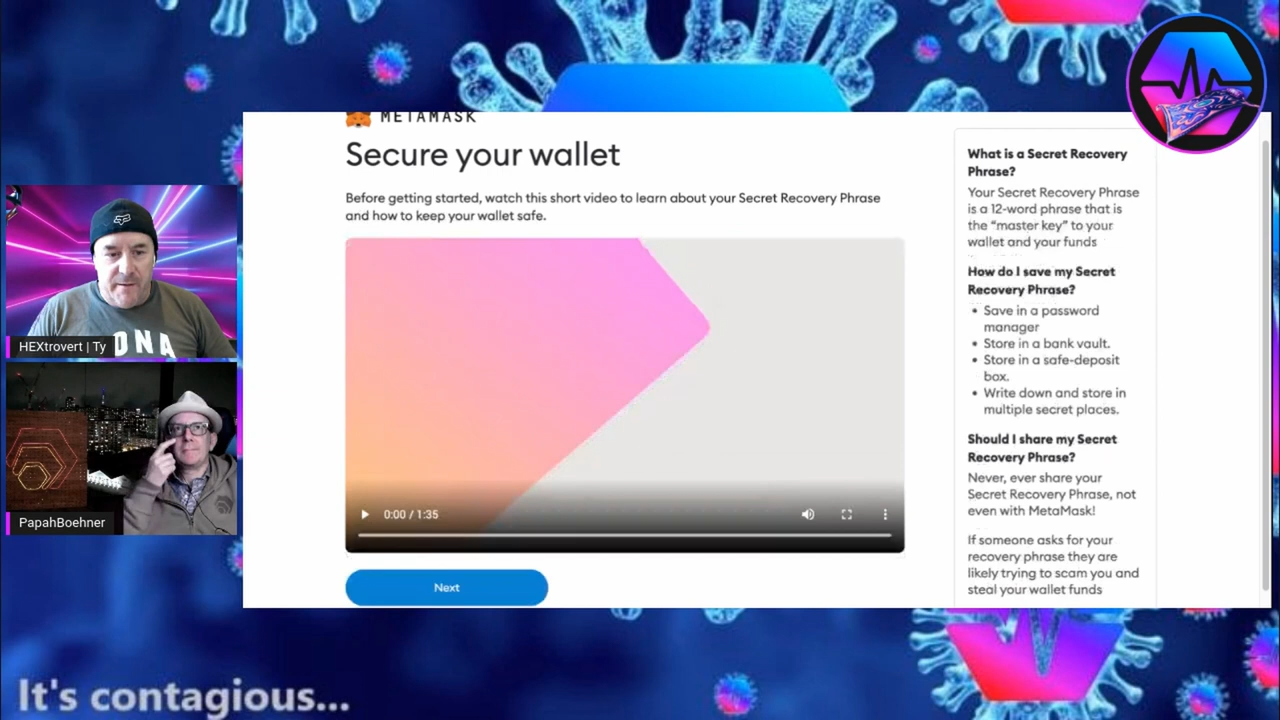 METAMASK
Secure your wallet
Before getting started, watch this short video to learn about your Secret Recovery Phrase
and how to keep your wallet safe.
0:00 / 1:35
Next
What is a Secret Recovery
Phrase?
Your Secret Recovery Phrase
is a 12-word phrase that is
the “master key” to your
wallet and your funds
How do I save my Secret
Recovery Phrase?
• Save in a password
manager
• Store in a bank vault.
• Store in a safe-deposit
box.
• Write down and store in
multiple secret places.
Should I share my Secret
Recovery Phrase?
Never, ever share your
Secret Recovery Phrase, not
even with MetaMask!
If someone asks for your
recovery phrase they are
likely trying to scam you and
steal your wallet funds
DNA
HEXtrovert | Ty
PapahBoehner
It's contagious...